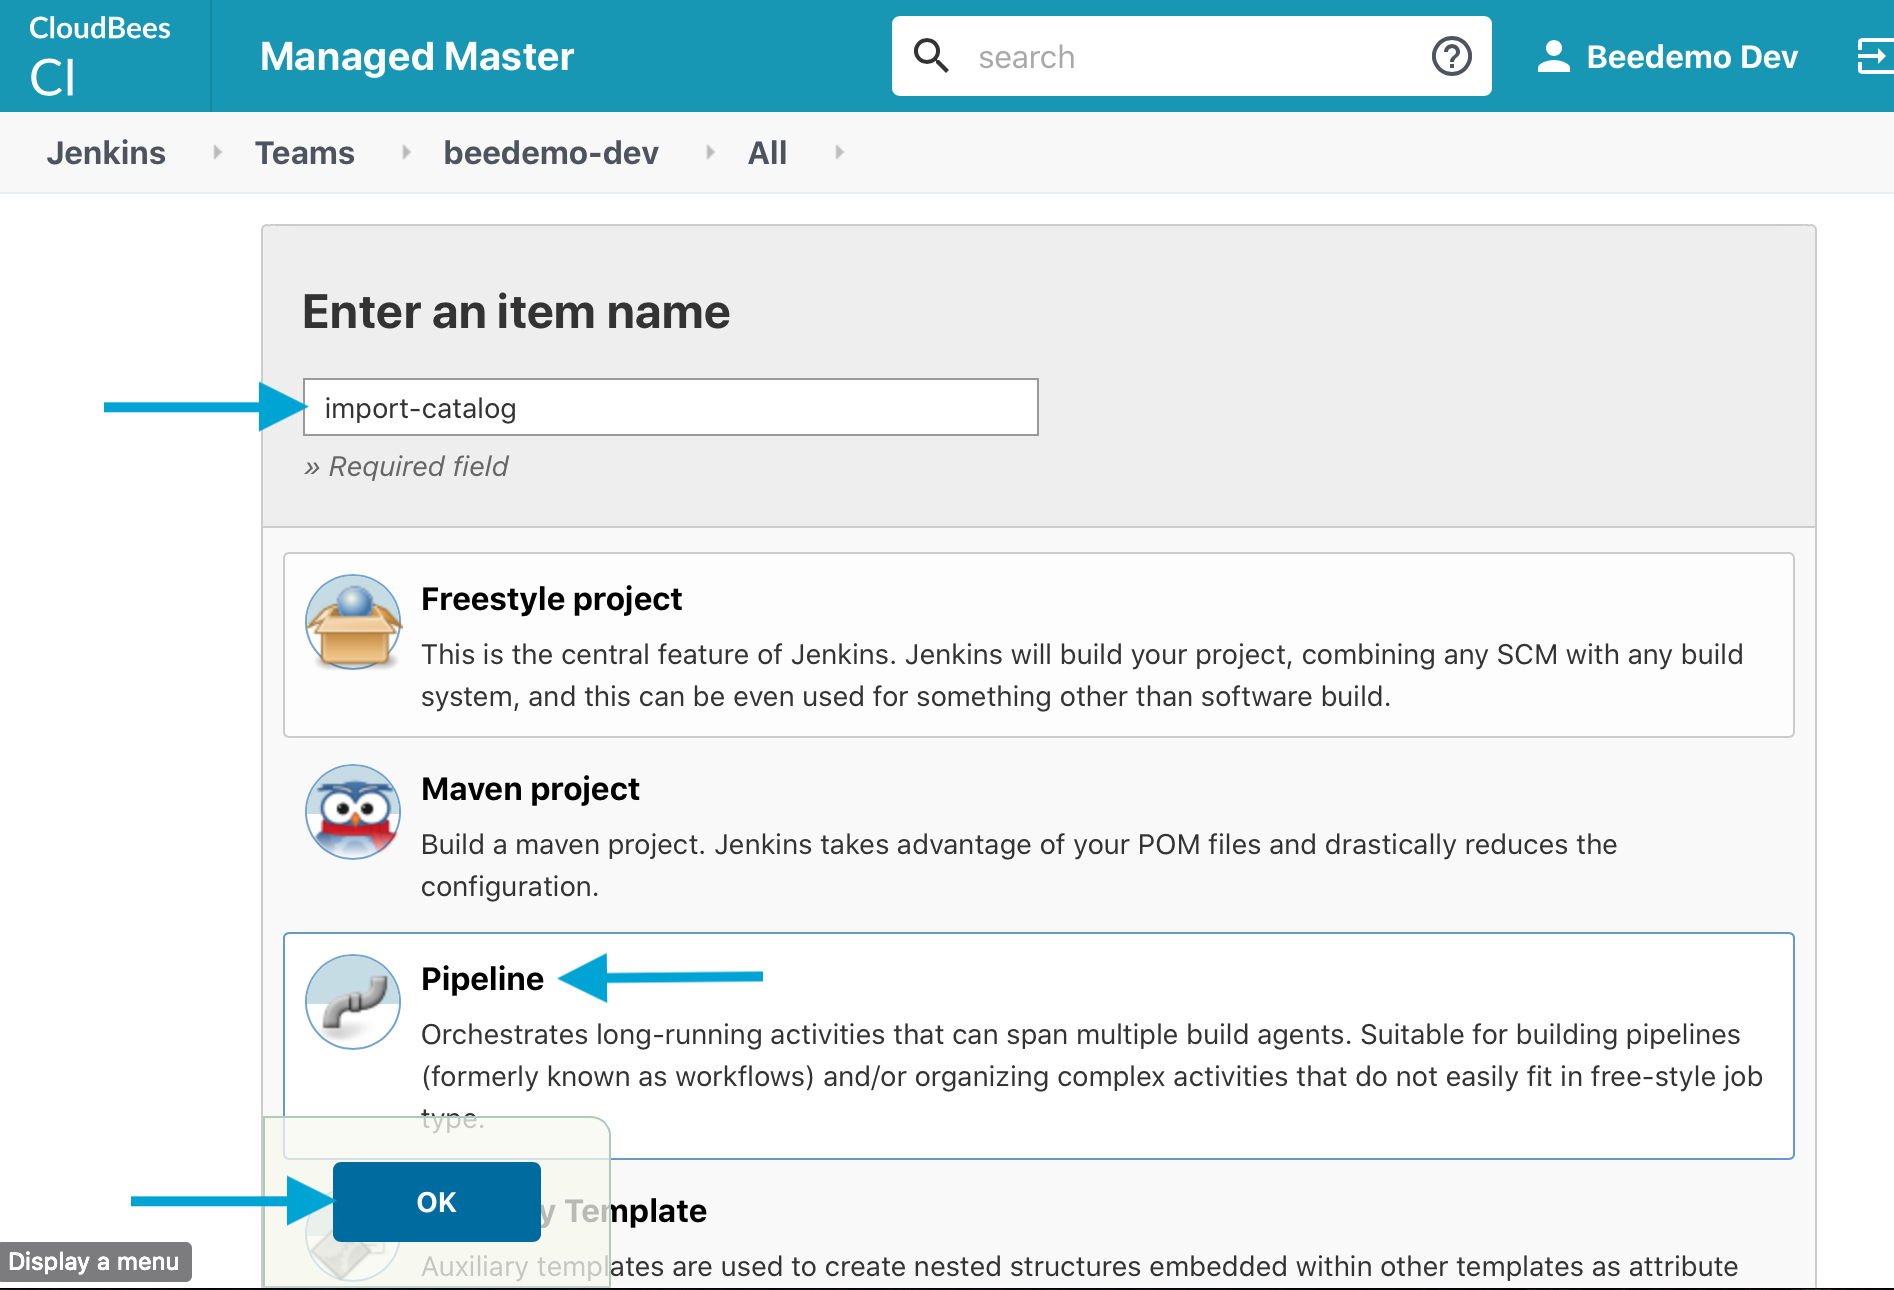 CloudBees
CI
Managed Master
search
Beedemo Dev
Jenkins
Teams
beedemo-dev
All
Enter an item name
import-catalog
» Required field
Freestyle project
This is the central feature of Jenkins. Jenkins will build your project, combining any SCM with any build
system, and this can be even used for something other than software build.
Maven project
Build a maven project. Jenkins takes advantage of your POM files and drastically reduces the
configuration.
Pipeline
Orchestrates long-running activities that can span multiple build agents. Suitable for building pipelines
(formerly known as workflows) and/or organizing complex activities that do not easily fit in free-style job
type.
OK
Template
Display a menu
Auxiliary templates are used to create nested structures embedded within other templates as attribute